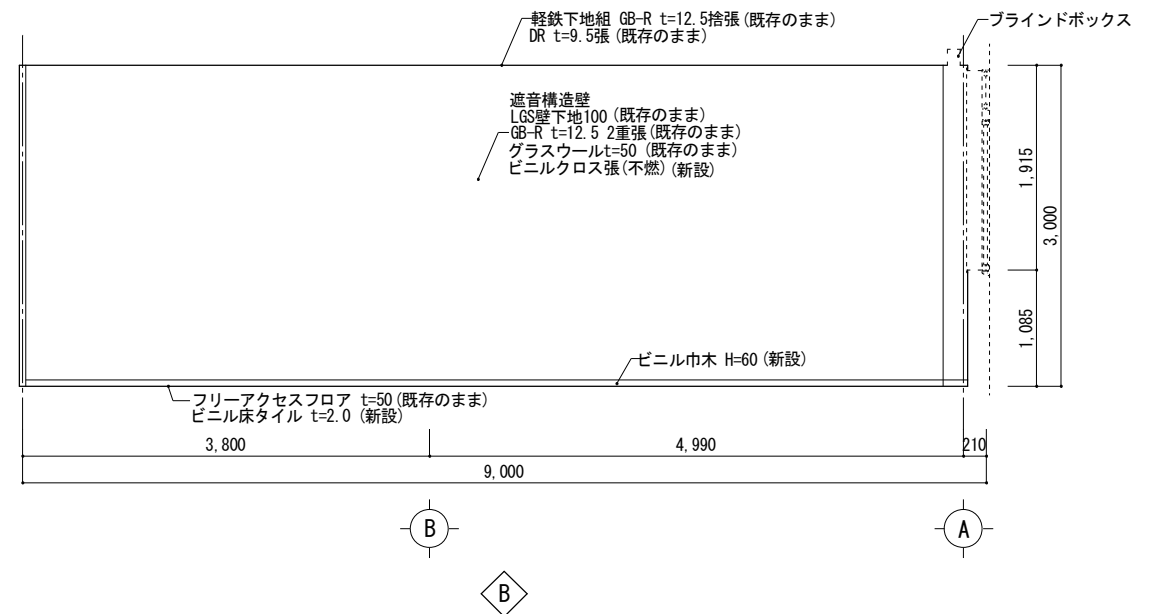 軽鉄下地組 GB-R t=12.5捨張(既存のまま)
DR t=9.5張(既存のまま)
ブラインドボックス
遮音構造壁
LGS壁下地100(既存のまま)
GB-R t=12.5 2重張(既存のまま)
グラスウールt=50(既存のまま)
ビニルクロス張(不燃)(新設)
1,915
3,000
1,085
ビニル巾木 H=60(新設)
フリーアクセスフロア t=50(既存のまま)
ビニル床タイル t=2.0(新設)
3,800
4,990
210
9,000
B
A
B